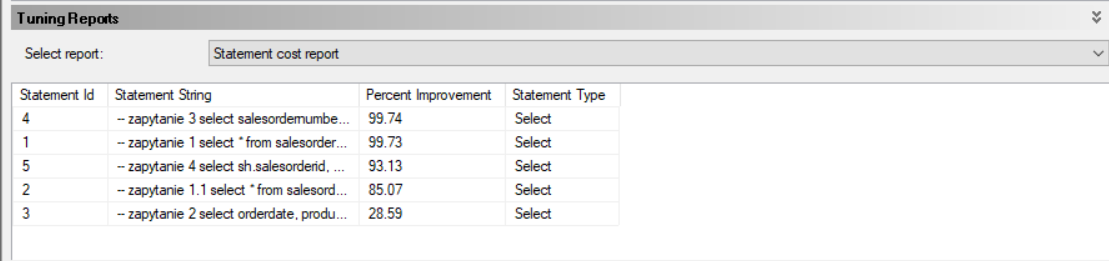 Tuning Reports
Select report: Statement cost report
Statement Id Statement String Percent Improvement Statement Type
4 -- zapytanie 3 select salesordernumbe... 99.74 Select
1 -- zapytanie 1 select * from salesorder... 99.73 Select
5 -- zapytanie 4 select sh.salesorderid, ... 93.13 Select
2 -- zapytanie 1.1 select * from salesord... 85.07 Select
3 -- zapytanie 2 select orderdate, produ... 28.59 Select